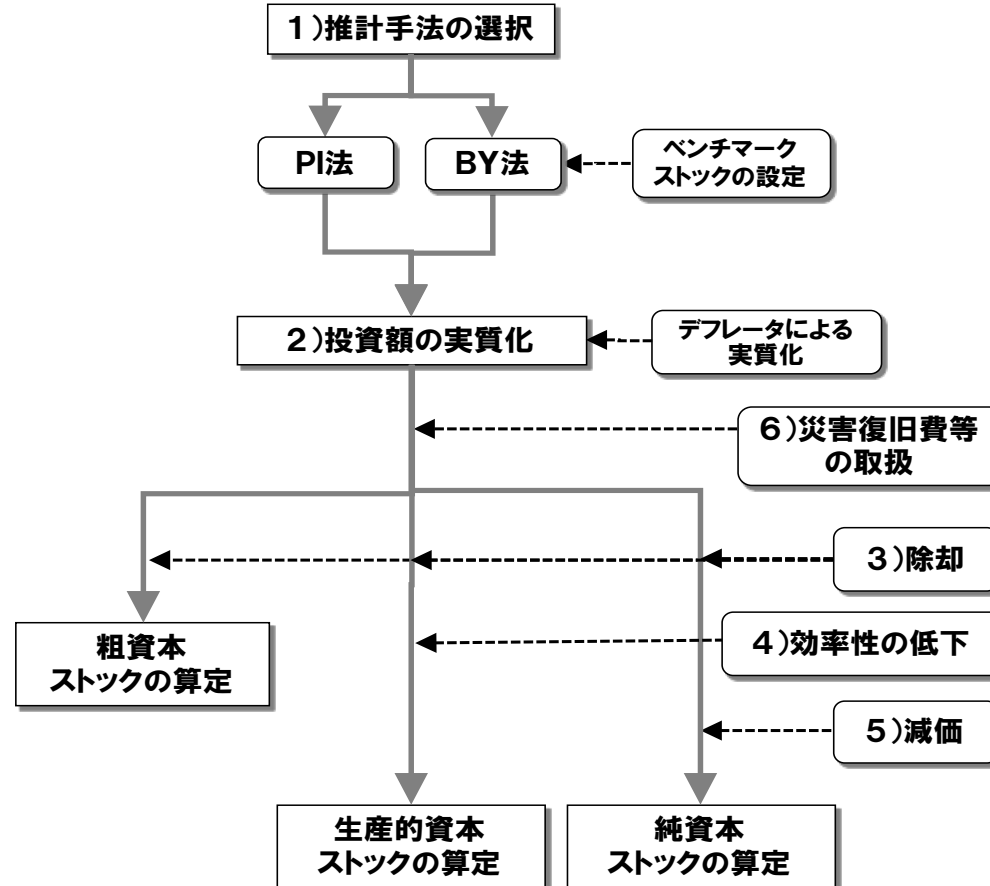 1)推計手法の選択
PI法
BY法
ベンチマーク
ストックの設定
2)投資額の実質化
デフレータによる
実質化
6)災害復旧費等
の取扱
3)除却
粗資本
ストックの算定
4)効率性の低下
5)減価
生産的資本
ストックの算定
純資本
ストックの算定